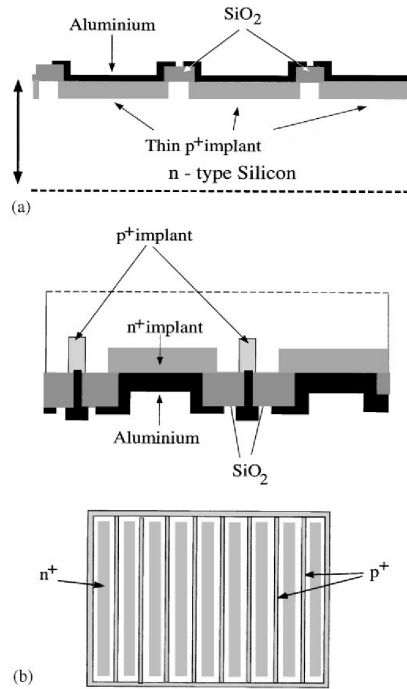 Aluminium
SiO2
Thin p+implant
n - type Silicon
(a)
p+implant
n+implant
Aluminium
SiO2
n+
p+
(b)